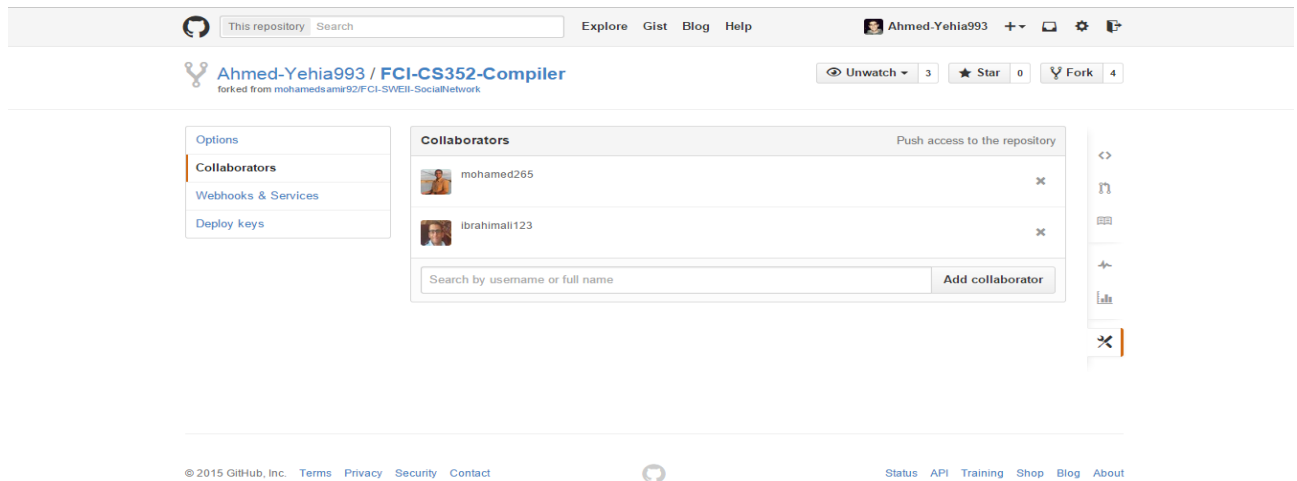 This repository Search Explore Gist Blog Help Ahmed-Yehia993
Ahmed-Yehia993 / FCI-CS352-Compiler Unwatch 3 Star 0 Fork 4
forked from mohamedsamir92/FCI-SWEII-SocialNetwork
Options
Collaborators
Webhooks & Services
Deploy keys
Collaborators Push access to the repository
mohamed265
ibrahimali123
Search by username or full name Add collaborator
© 2015 GitHub, Inc. Terms Privacy Security Contact Status API Training Shop Blog About